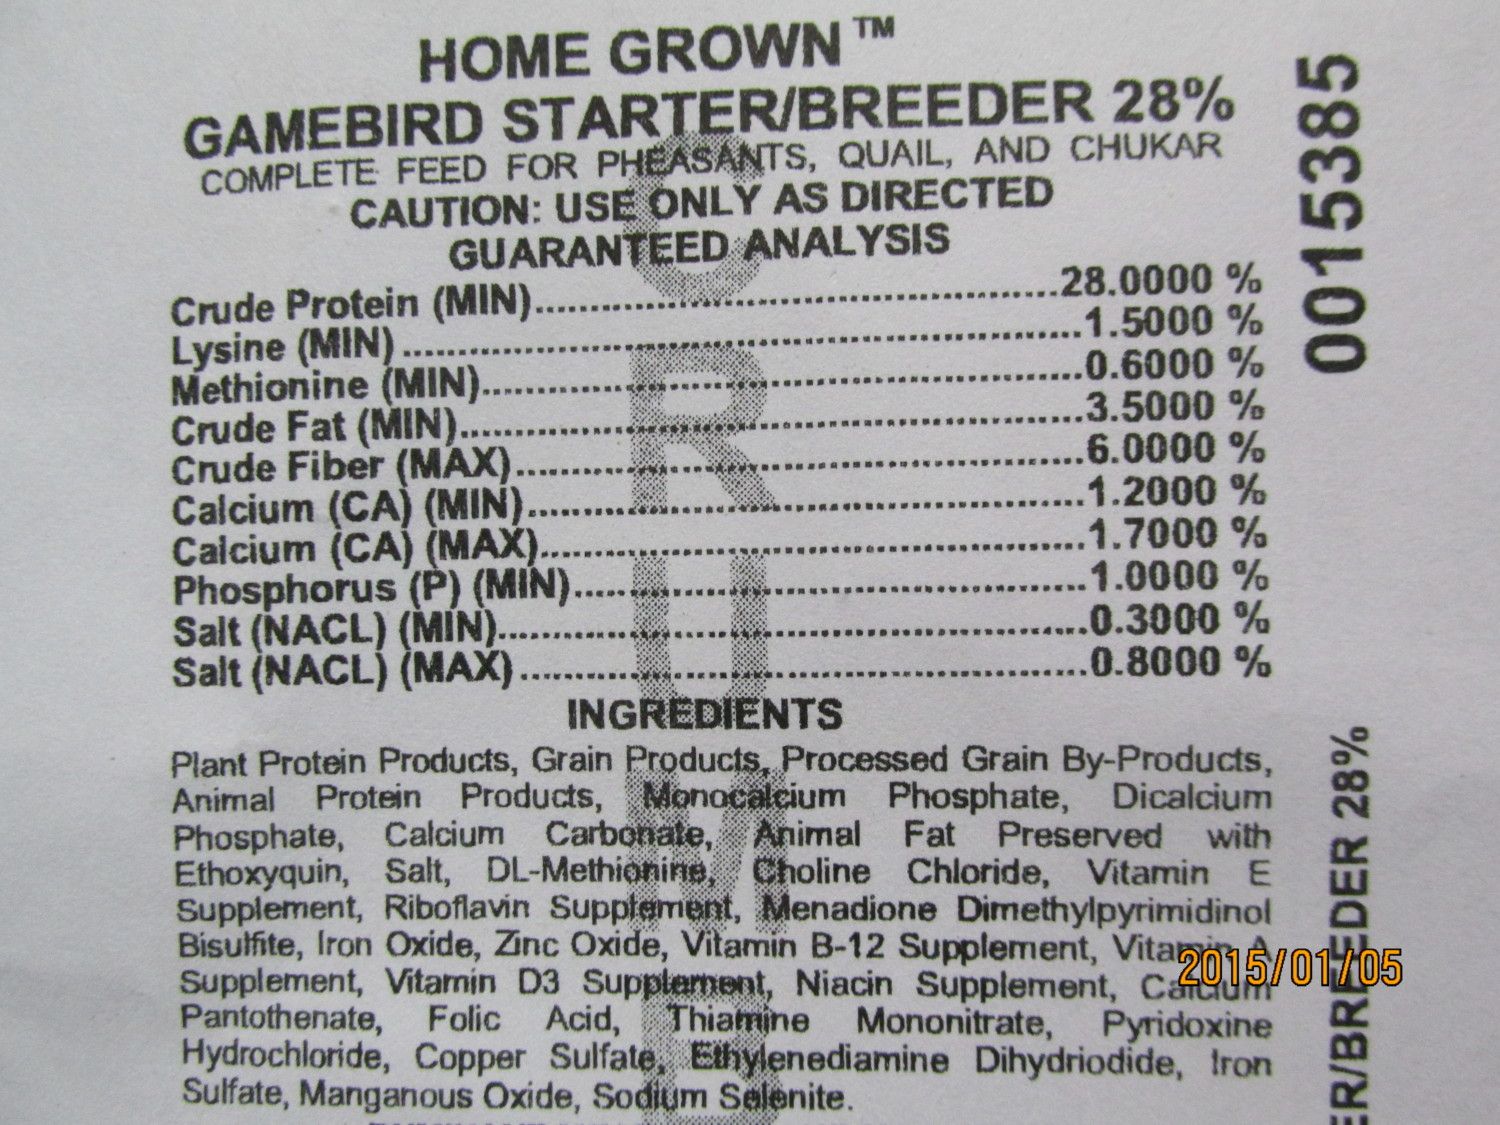 HOME GROWN™
GAMEBIRD STARTER/BREEDER 28%
COMPLETE FEED FOR PHEASANTS, QUAIL, AND CHUKAR
CAUTION: USE ONLY AS DIRECTED
GUARANTEED ANALYSIS
Crude Protein (MIN)..........28.0000 %
Lysine (MIN)..........1.5000 %
Methionine (MIN)..........0.6000 %
Crude Fat (MIN)..........3.5000 %
Crude Fiber (MAX)..........6.0000 %
Calcium (CA) (MIN)..........1.2000 %
Calcium (CA) (MAX)..........1.7000 %
Phosphorus (P) (MIN)..........1.0000 %
Salt (NACL) (MIN)..........0.3000 %
Salt (NACL) (MAX)..........0.8000 %
INGREDIENTS
Plant Protein Products, Grain Products, Processed Grain By-Products,
Animal Protein Products, Monocalcium Phosphate, Dicalcium
Phosphate, Calcium Carbonate, Animal Fat Preserved with
Ethoxyquin, Salt, DL-Methionine, Choline Chloride, Vitamin E
Supplement, Riboflavin Supplement, Menadione Dimethylpyrimidinol
Bisulfite, Iron Oxide, Zinc Oxide, Vitamin B-12 Supplement, Vitamin A
Supplement, Vitamin D3 Supplement, Niacin Supplement, Calcium
Pantothenate, Folic Acid, Thiamine Mononitrate, Pyridoxine
Hydrochloride, Copper Sulfate, Ethylenediamine Dihydriodide, Iron
Sulfate, Manganous Oxide, Sodium Selenite.
CRUMB
0015385
ER/BREEDER 28%
2015/01/05